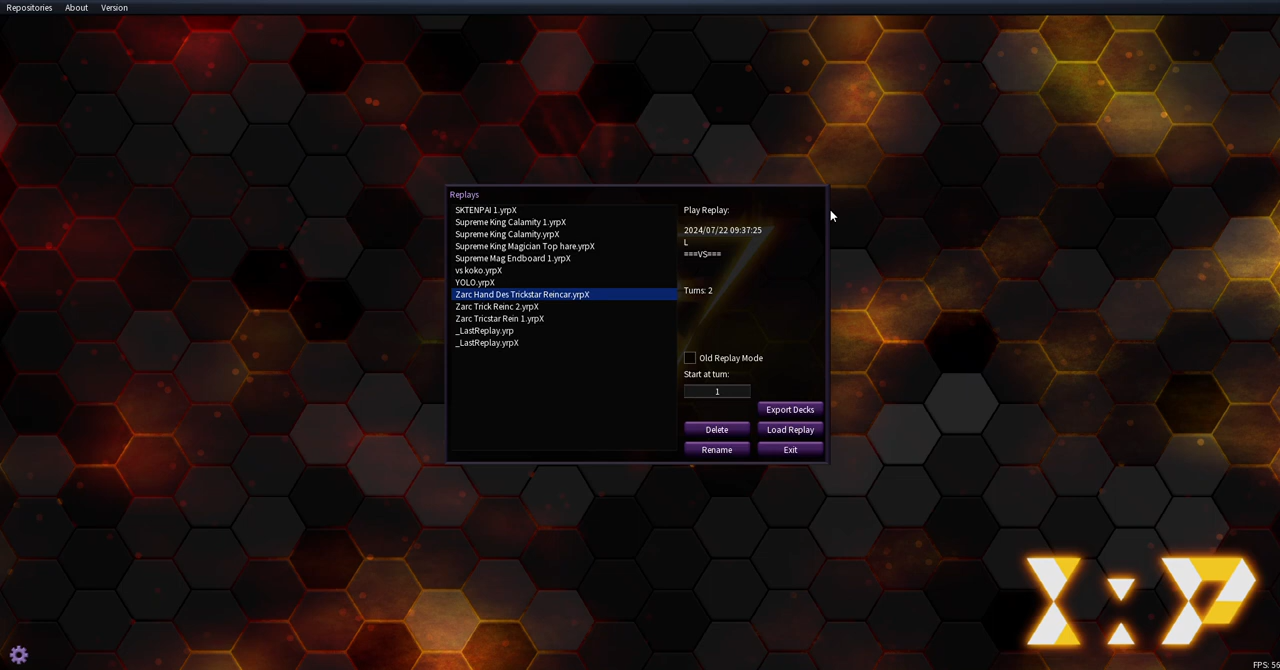 Repositories About Version
Replays
SKTENPAI 1.yrpX
Supreme King Calamity 1.yrpX
Supreme King Calamity.yrpX
Supreme King Magician Top hare.yrpX
Supreme Mag Endboard 1.yrpX
vs koko.yrpX
YOLO.yrpX
Zarc Hand Des Trickstar Reincar.yrpX
Zarc Trick Reinc 2.yrpX
Zarc Tricstar Rein 1.yrpX
_LastReplay.yrp
_LastReplay.yrpX
Play Replay:
2024/07/22 09:37:25
L
===VS===
Turns: 2
Old Replay Mode
Start at turn:
1
Export Decks
Delete Load Replay
Rename Exit
X:P
FPS: 56